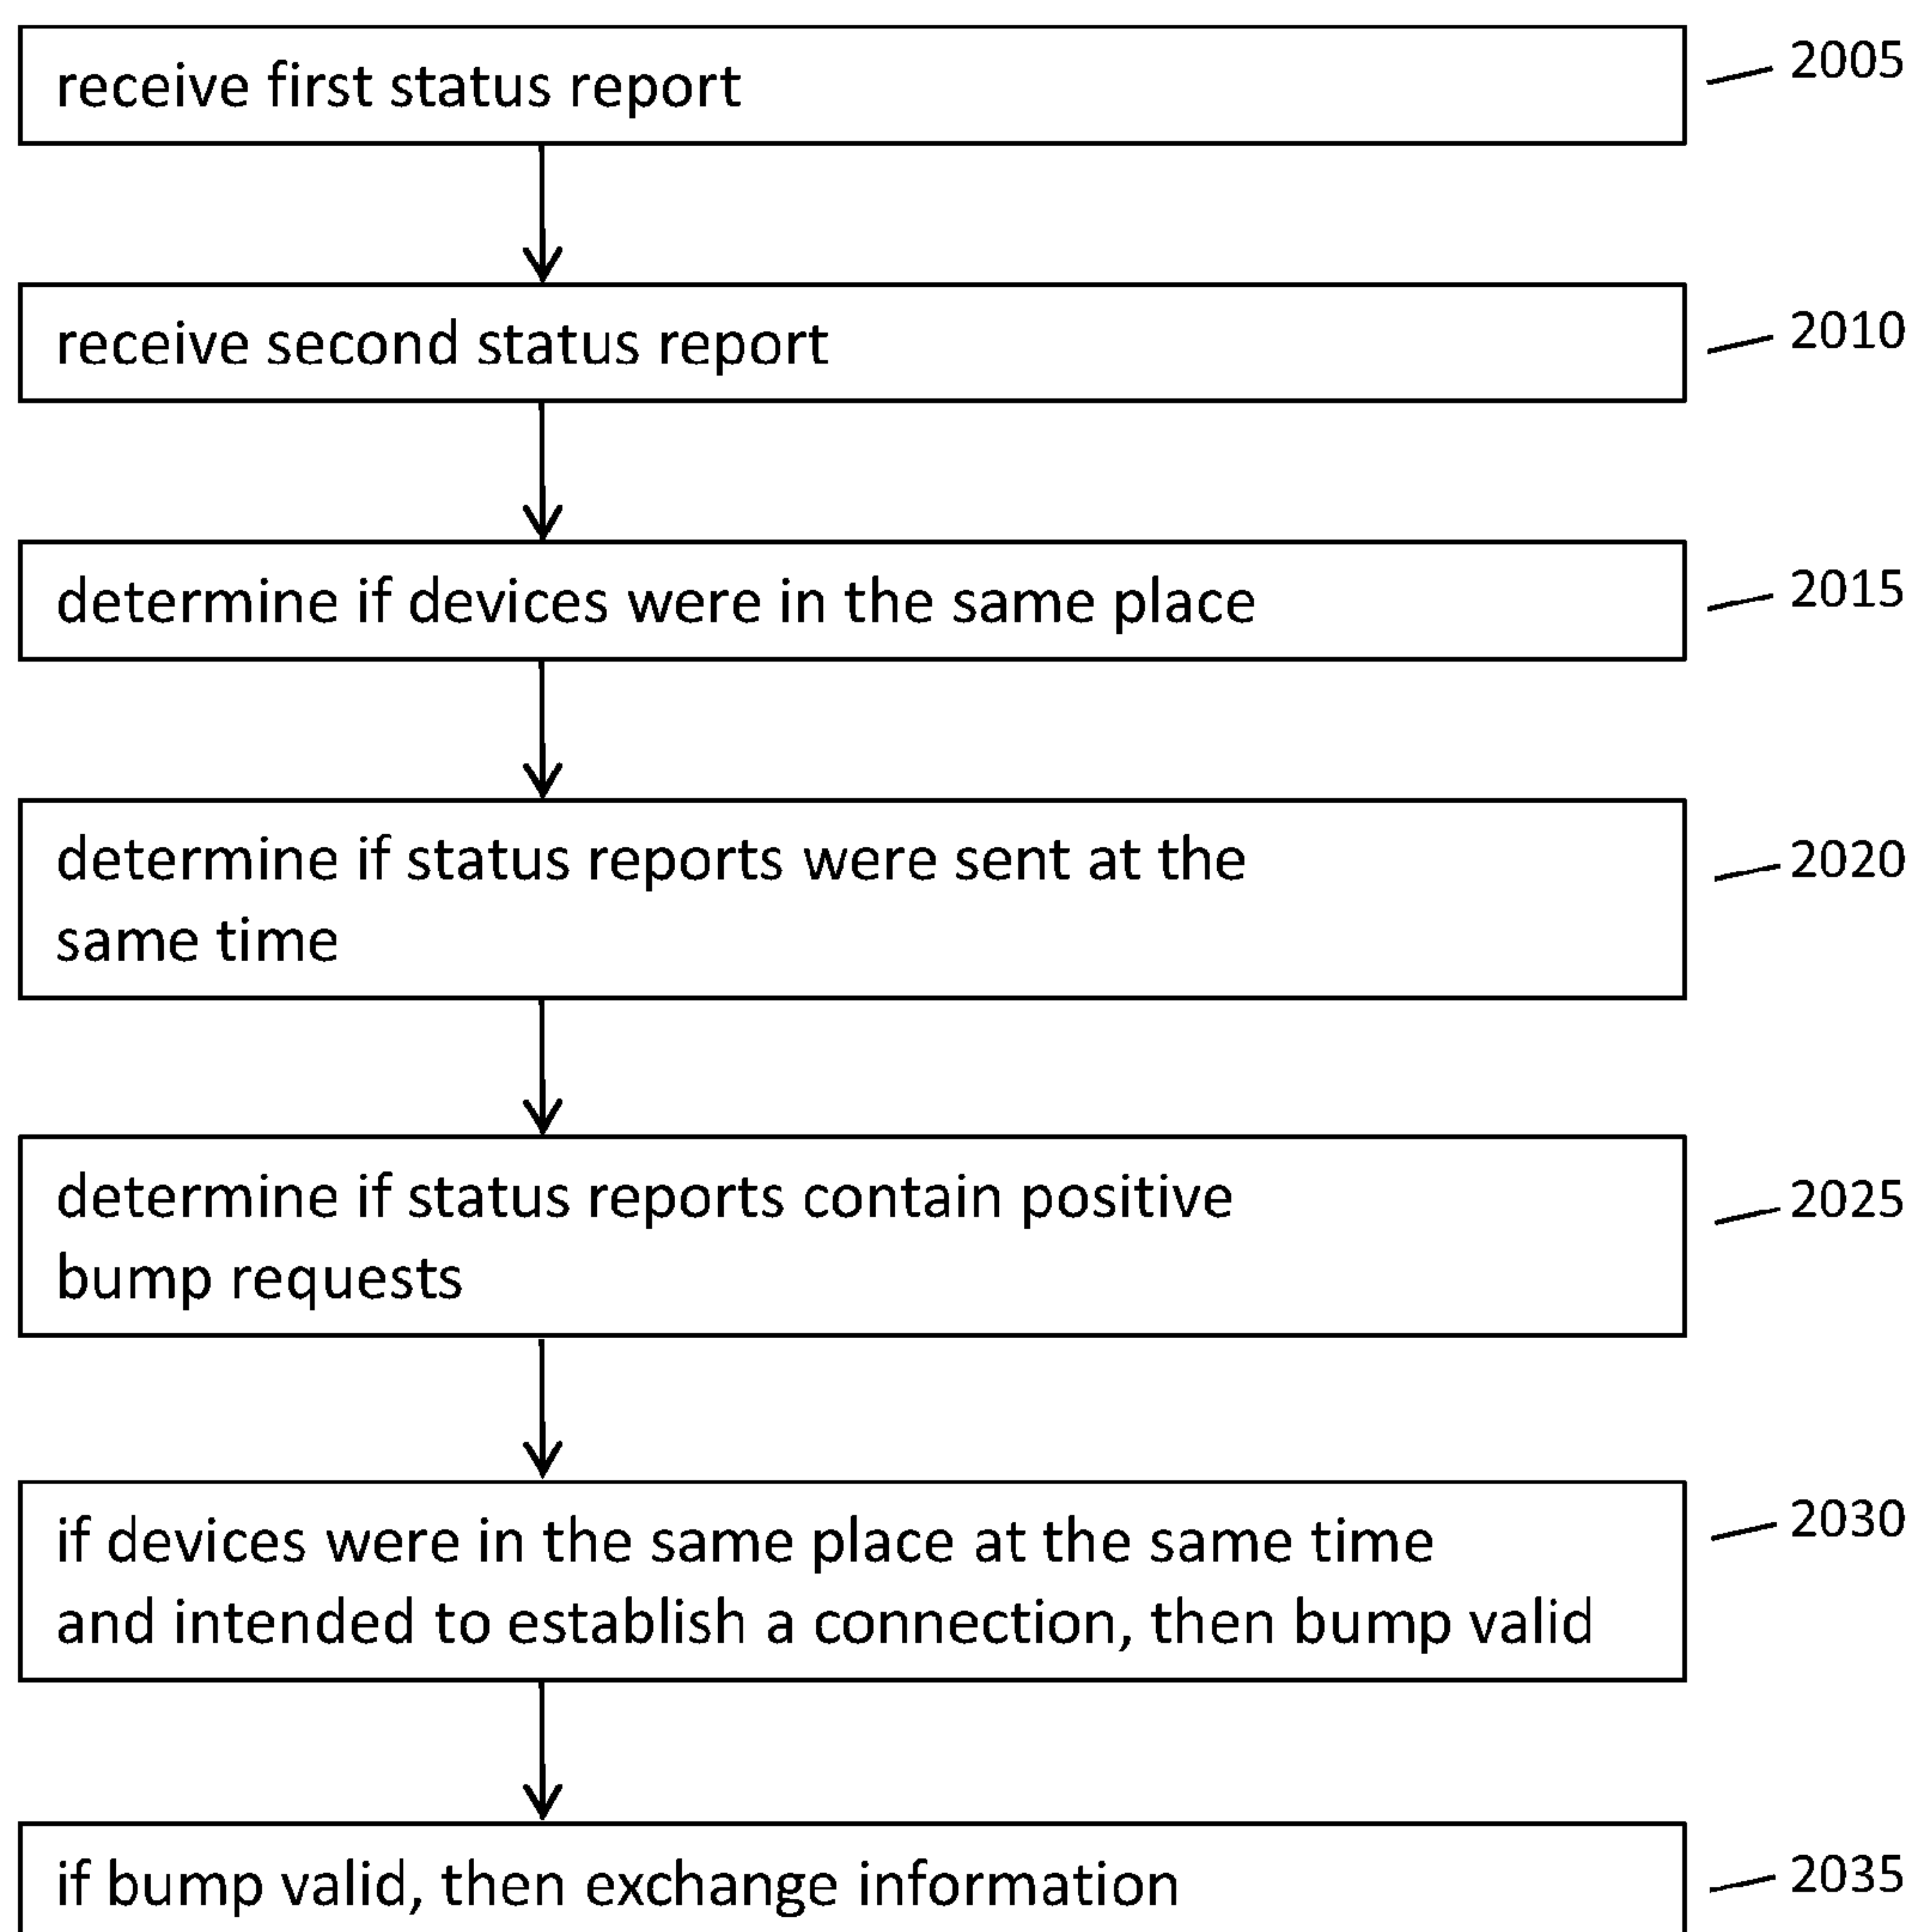 receive first status report
2005
receive second status report
2010
determine if devices were in the same place
2015
determine if status reports were sent at the
same time
2020
determine if status reports contain positive
bump requests
2025
if devices were in the same place at the same time
and intended to establish a connection, then bump valid
2030
if bump valid, then exchange information
2035